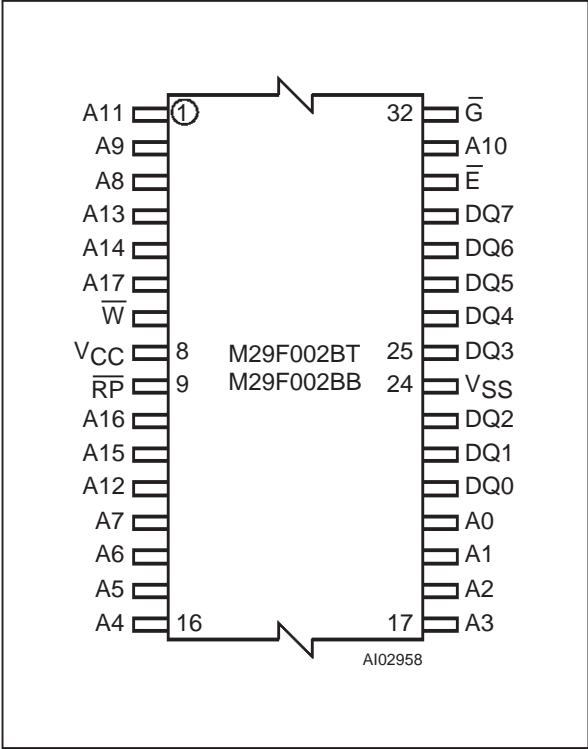 A11 1 32 G̅
A9 A10
A8 E̅
A13 DQ7
A14 DQ6
A17 DQ5
W̅ DQ4
VCC 8 M29F002BT 25 DQ3
R̅P̅ 9 M29F002BB 24 VSS
A16 DQ2
A15 DQ1
A12 DQ0
A7 A0
A6 A1
A5 A2
A4 16 17 A3
AI02958